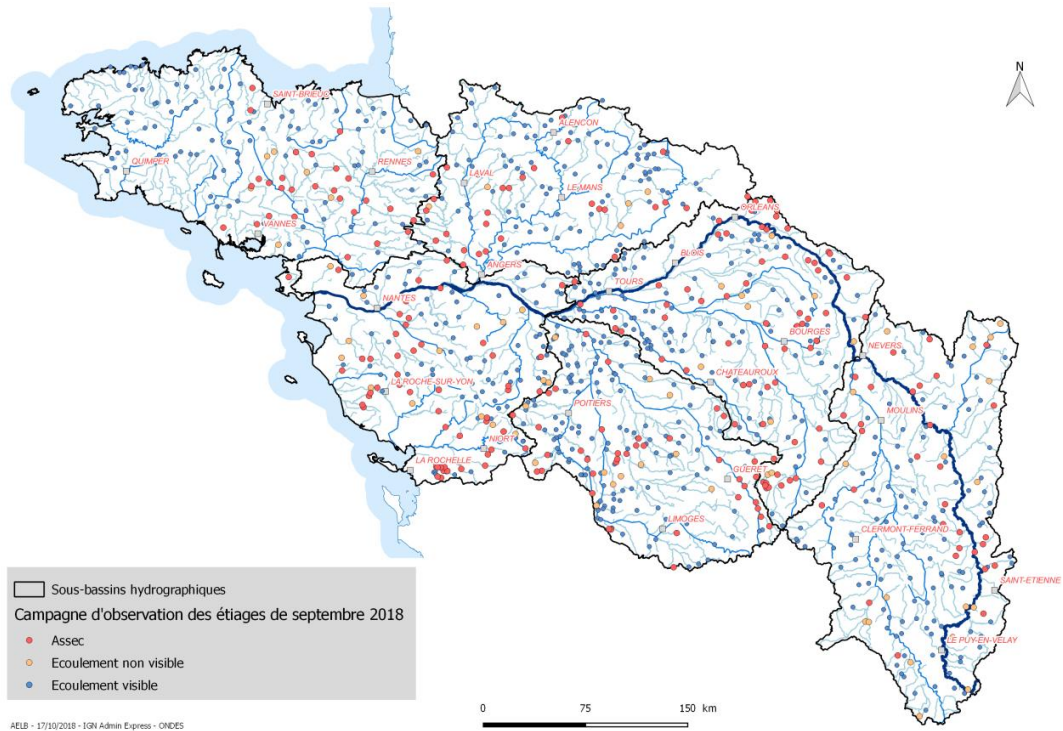 N
SAINT-BRIEUC
ALENCON
QUIMPER
RENNES
LAVAL
LE-MANS
ORLEANS
VANNES
BLOIS
ANGERS
TOURS
NANTES
BOURGES
NEVERS
CHATEAUROUX
LA ROCHE-SUR-YON
POITIERS
MOULINS
NIORT
LA ROCHELLE
GUERET
LIMOGES
CLERMONT-FERRAND
SAINT-ETIENNE
LE PUY-EN-VELAY
Sous-bassins hydrographiques
Campagne d'observation des étiages de septembre 2018
Assec
Ecoulement non visible
Ecoulement visible
0 75 150 km
AELB - 17/10/2018 - IGN Admin Express - ONDES